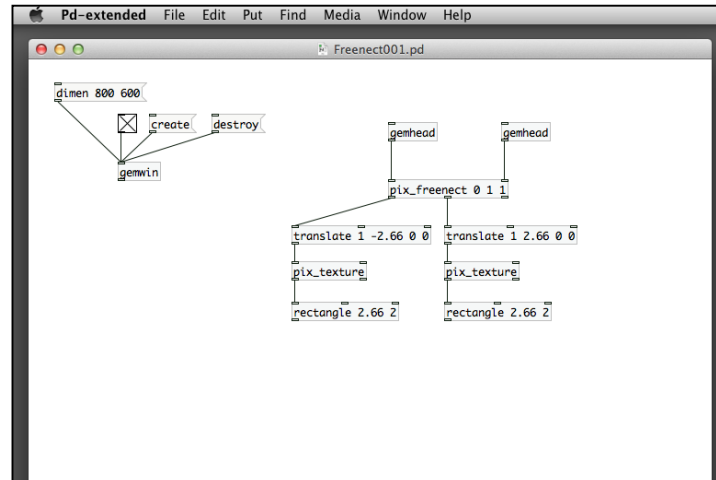 Pd-extended File Edit Put Find Media Window Help
Freenect001.pd
dimen 800 600
create destroy
gemwin
gemhead gemhead
pix_freenect 0 1 1
translate 1 -2.66 0 0 translate 1 2.66 0 0
pix_texture pix_texture
rectangle 2.66 2 rectangle 2.66 2